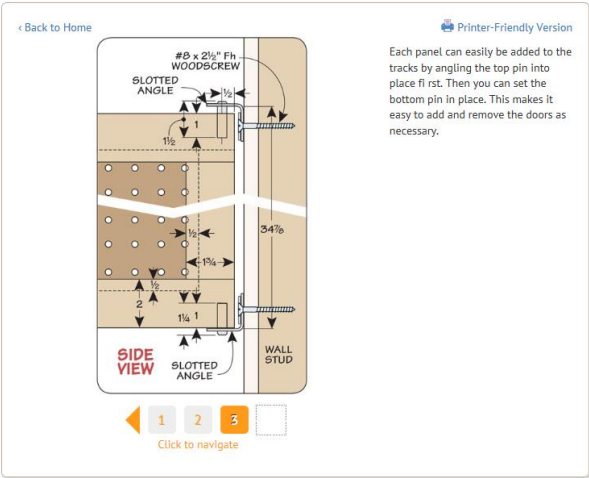 ‹ Back to Home
Printer-Friendly Version
Each panel can easily be added to the
tracks by angling the top pin into
place fi rst. Then you can set the
bottom pin in place. This makes it
easy to add and remove the doors as
necessary.
#8 x 2½" Fh
WOODSCREW
SLOTTED
ANGLE
½
1
1½
34⅞
½
1¾
½
2
1¼ 1
SIDE
VIEW
SLOTTED
ANGLE
WALL
STUD
1 2 3
Click to navigate